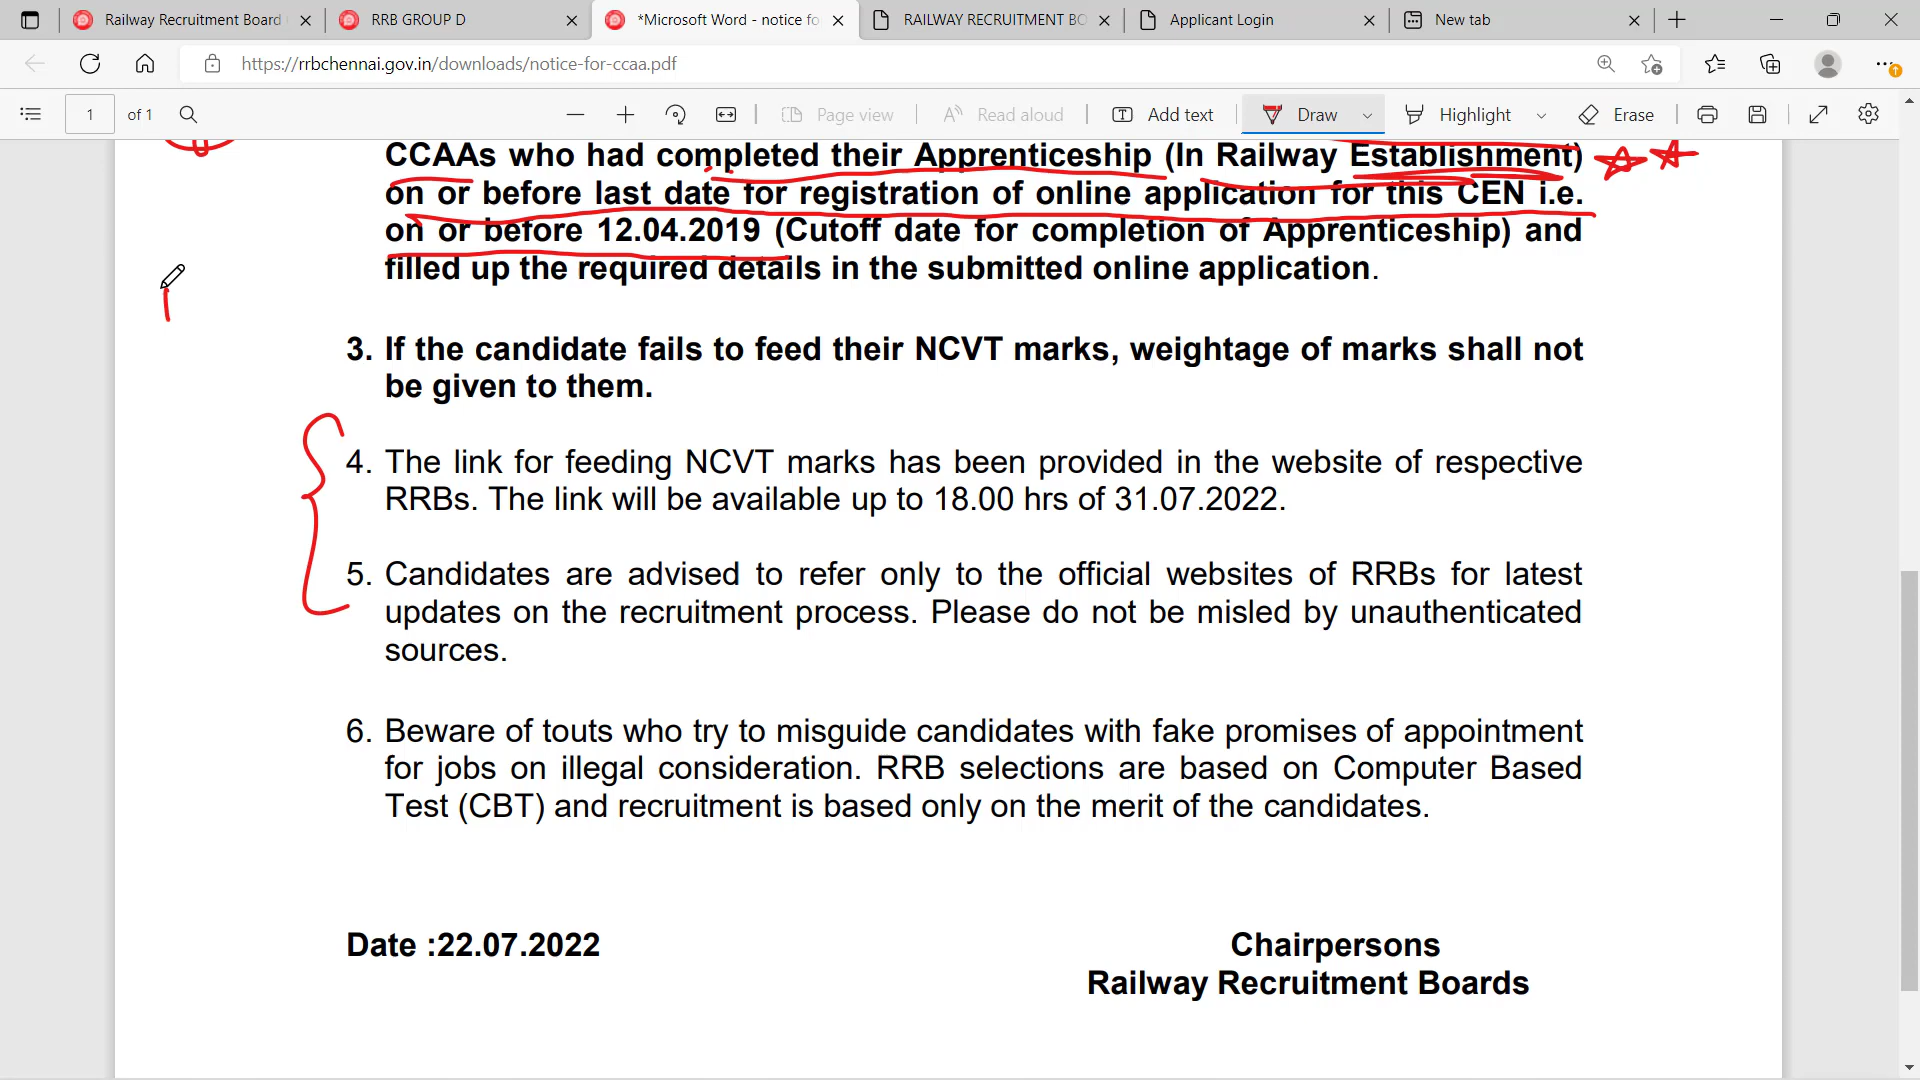 Railway Recruitment Board
RRB GROUP D
*Microsoft Word - notice fo
RAILWAY RECRUITMENT BO
Applicant Login
New tab
https://rrbchennai.gov.in/downloads/notice-for-ccaa.pdf
1 of 1
Page view
Read aloud
Add text
Draw
Highlight
Erase
CCAAs who had completed their Apprenticeship (In Railway Establishment)
on or before last date for registration of online application for this CEN i.e.
on or before 12.04.2019 (Cutoff date for completion of Apprenticeship) and
filled up the required details in the submitted online application.
3. If the candidate fails to feed their NCVT marks, weightage of marks shall not
be given to them.
4. The link for feeding NCVT marks has been provided in the website of respective
RRBs. The link will be available up to 18.00 hrs of 31.07.2022.
5. Candidates are advised to refer only to the official websites of RRBs for latest
updates on the recruitment process. Please do not be misled by unauthenticated
sources.
6. Beware of touts who try to misguide candidates with fake promises of appointment
for jobs on illegal consideration. RRB selections are based on Computer Based
Test (CBT) and recruitment is based only on the merit of the candidates.
Date :22.07.2022
Chairpersons
Railway Recruitment Boards